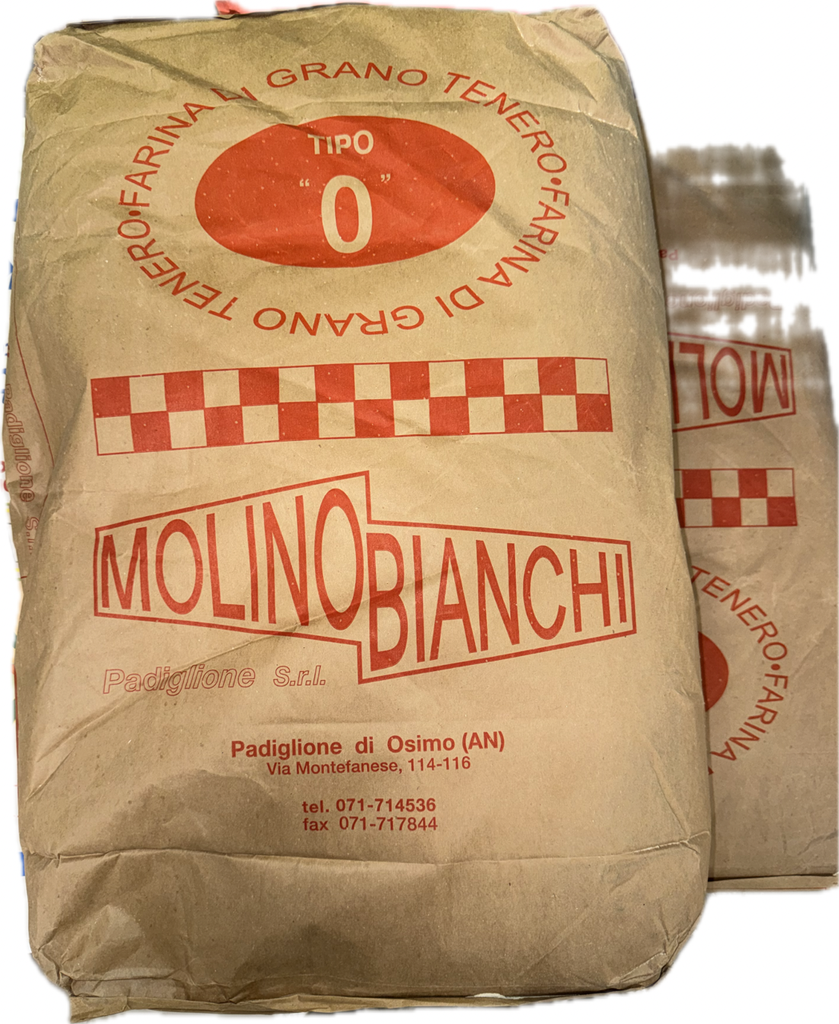 FARINA DI GRANO TENERO • FARINA DI GRANO TENERO •
TIPO
"0"
MOLINO BIANCHI
Padiglione S.r.l.
Padiglione di Osimo (AN)
Via Montefanese, 114-116
tel. 071-714536
fax 071-717844
Padiglione S.r.l.
MOLI
TENERO • FARINA